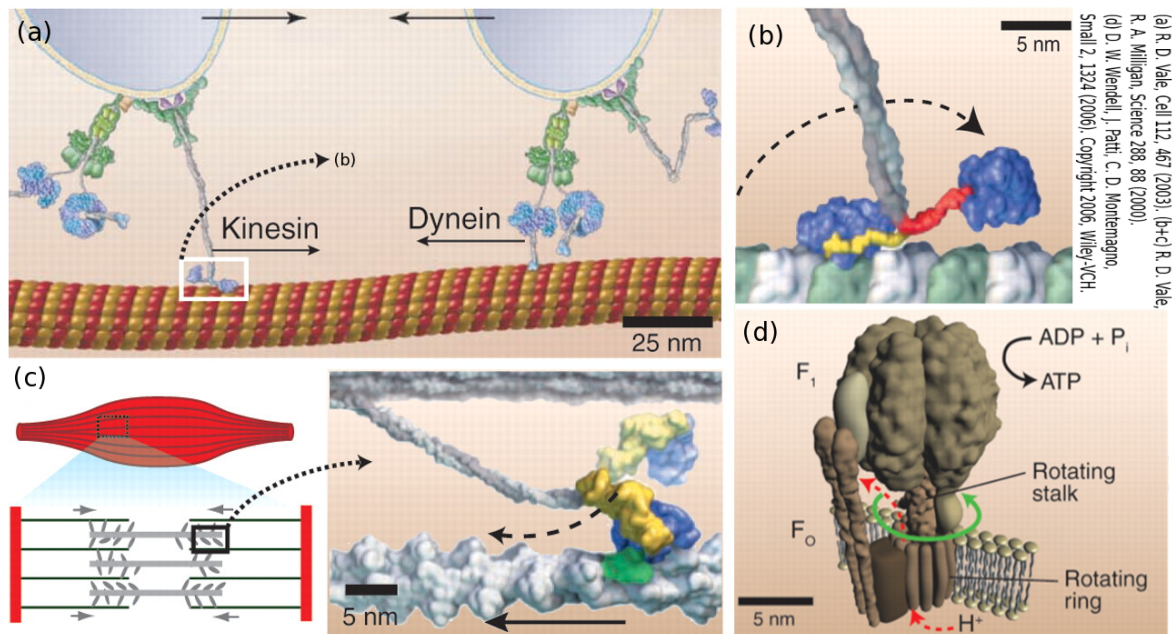 (a)
(b)
Kinesin
Dynein
25 nm
(b)
5 nm
(a) R. D. Vale, Cell 112, 467 (2003). (b+c) R. D. Vale,
R. A. Milligan, Science 288, 88 (2000).
(d) D. W. Wendell, J. Patti, C. D. Montemagno,
Small 2, 1324 (2006). Copyright 2006, Wiley-VCH.
(c)
5 nm
(d)
F1
ADP + Pi
ATP
Rotating
stalk
FO
Rotating
ring
H+
5 nm